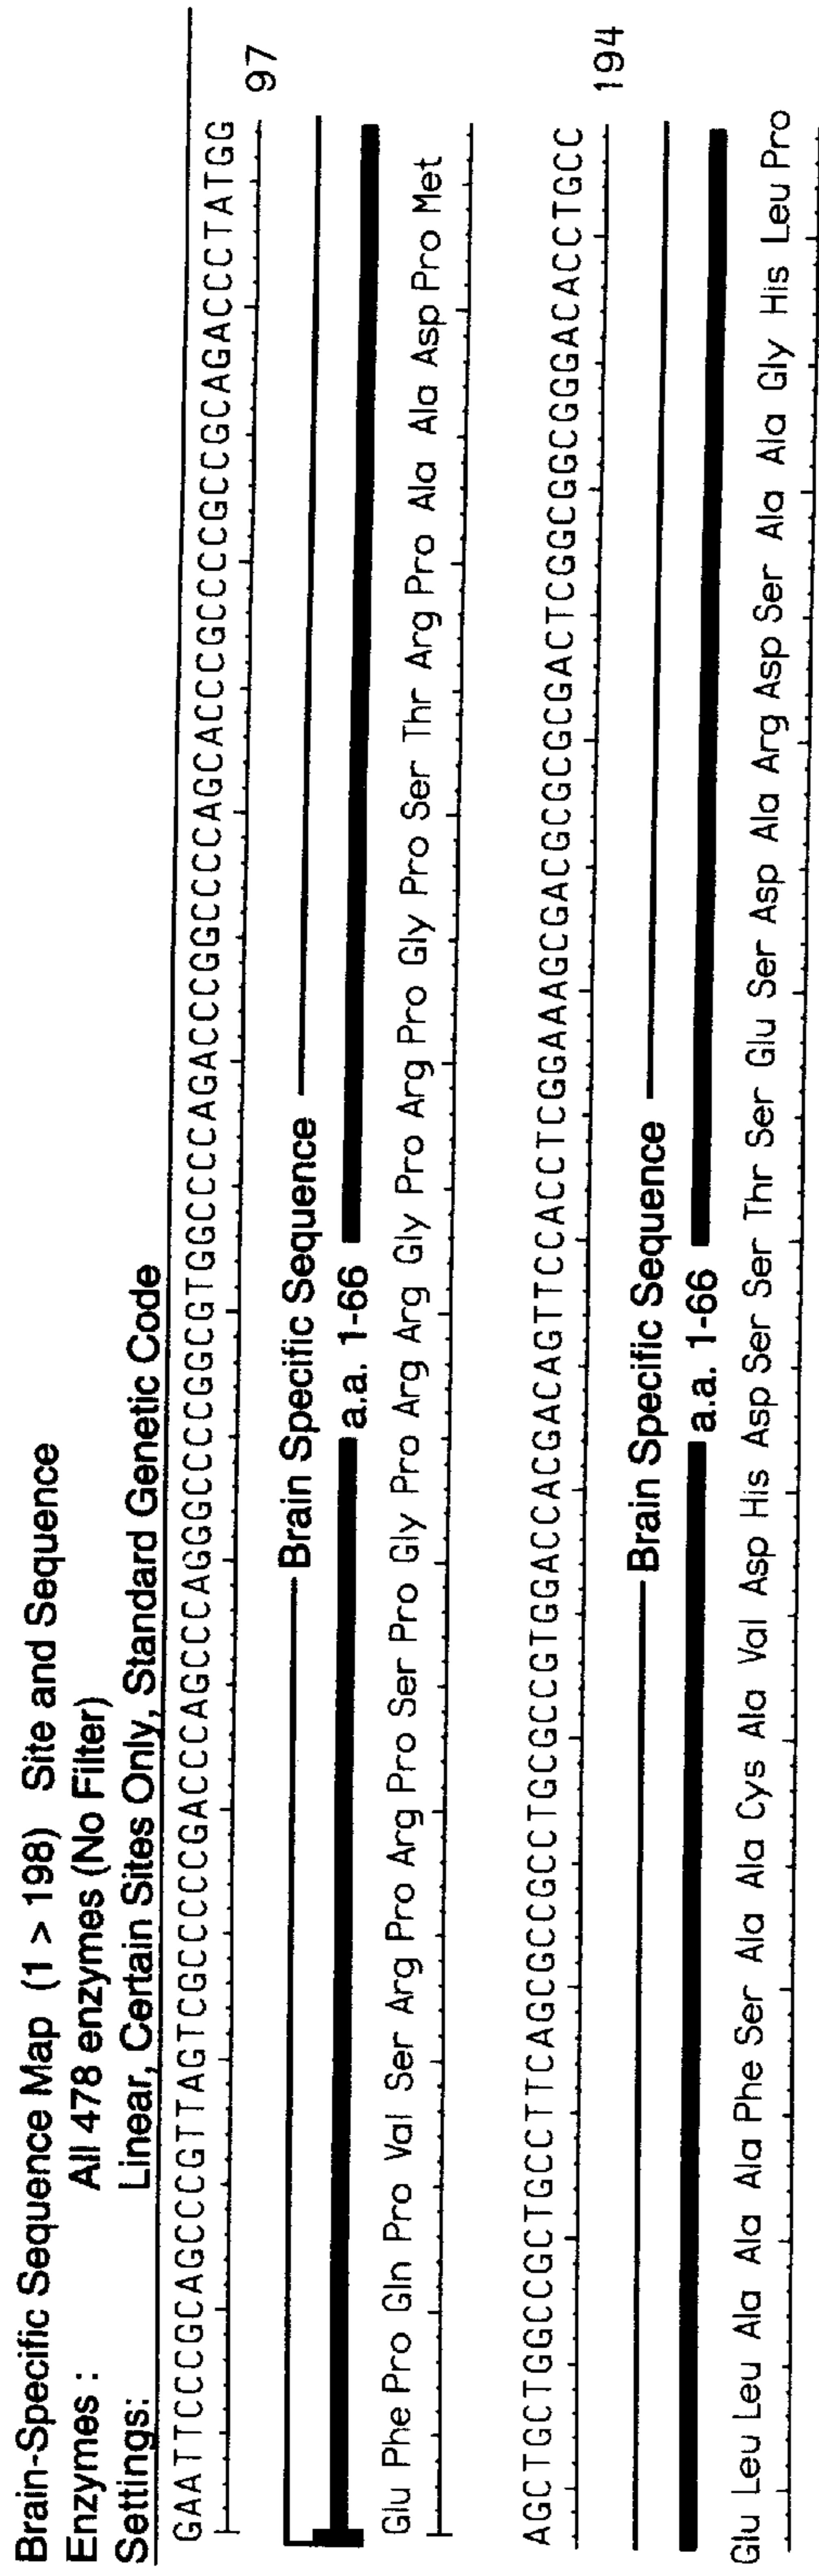 Brain-Specific Sequence Map (1 > 198) Site and Sequence
Enzymes : All 478 enzymes (No Filter)
Settings: Linear, Certain Sites Only, Standard Genetic Code
GAATTCCCGCAGCCCGTTAGTCGCCCCCGACCCAGCCCAGGGCCCCGGCGTGGCCCCAGACCCGGCCCCAGCACCCGCCCCGCCGCAGACCCTATGG
97
Brain Specific Sequence
a.a. 1-66
Glu Phe Pro Gln Pro Val Ser Arg Pro Arg Pro Ser Pro Gly Pro Arg Arg Gly Pro Arg Pro Gly Pro Ser Thr Arg Pro Ala Ala Asp Pro Met
AGCTGCTGGCCGCTGCCTTCAGCGCCGCCTGCGCCGTGGACCACGACAGTTCCACCTCGGAAAGCGACGCGCGCGACTCGGCGGCGGGACACCTGCC
194
Brain Specific Sequence
a.a. 1-66
Glu Leu Leu Ala Ala Ala Phe Ser Ala Ala Cys Ala Val Asp His Asp Ser Ser Thr Ser Glu Ser Asp Ala Arg Asp Ser Ala Ala Gly His Leu Pro